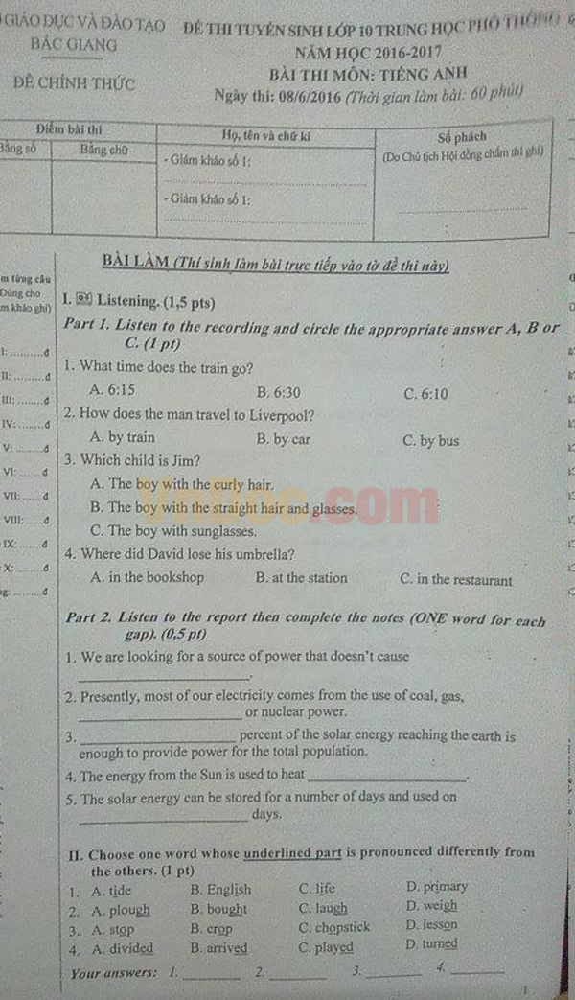 GIÁO DỤC VÀ ĐÀO TẠO
BẮC GIANG
ĐỀ CHÍNH THỨC
ĐỀ THI TUYỂN SINH LỚP 10 TRUNG HỌC PHỔ THÔNG
NĂM HỌC 2016-2017
BÀI THI MÔN: TIẾNG ANH
Ngày thi: 08/6/2016 (Thời gian làm bài: 60 phút)
Điểm bài thi
Họ, tên và chữ kí
Số phách
Bằng số
Bằng chữ
- Giám khảo số 1:
(Do Chủ tịch Hội đồng chấm thi ghi)
- Giám khảo số 1:
BÀI LÀM (Thí sinh làm bài trực tiếp vào tờ đề thi này)
m từng câu
Dùng cho
m khảo ghi)
I: ..........đ
II: .........đ
III: ........đ
IV: ........đ
V: .........đ
VI: ........đ
VII: .......đ
VIII: ......đ
IX: ........đ
X: .........đ
g: .........đ
I. Listening. (1,5 pts)
Part 1. Listen to the recording and circle the appropriate answer A, B or
C. (1 pt)
1. What time does the train go?
A. 6:15 B. 6:30 C. 6:10
2. How does the man travel to Liverpool?
A. by train B. by car C. by bus
3. Which child is Jim?
A. The boy with the curly hair.
B. The boy with the straight hair and glasses.
C. The boy with sunglasses.
4. Where did David lose his umbrella?
A. in the bookshop B. at the station C. in the restaurant
Part 2. Listen to the report then complete the notes (ONE word for each
gap). (0,5 pt)
1. We are looking for a source of power that doesn't cause
____________________.
2. Presently, most of our electricity comes from the use of coal, gas,
____________________ or nuclear power.
3. ____________________ percent of the solar energy reaching the earth is
enough to provide power for the total population.
4. The energy from the Sun is used to heat ____________________.
5. The solar energy can be stored for a number of days and used on
____________________ days.
II. Choose one word whose underlined part is pronounced differently from
the others. (1 pt)
1. A. tide B. English C. life D. primary
2. A. plough B. bought C. laugh D. weigh
3. A. stop B. crop C. chopstick D. lesson
4. A. divided B. arrived C. played D. turned
Your answers: 1. ________ 2. ________ 3. ________ 4. ________
1